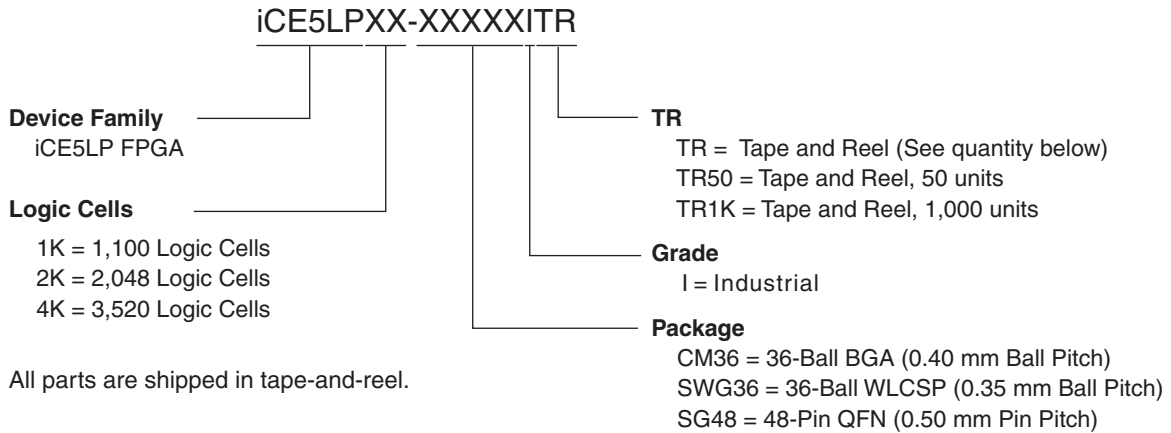 iCE5LPXX-XXXXXITR
Device Family
iCE5LP FPGA
Logic Cells
1K = 1,100 Logic Cells
2K = 2,048 Logic Cells
4K = 3,520 Logic Cells
All parts are shipped in tape-and-reel.
TR
TR = Tape and Reel (See quantity below)
TR50 = Tape and Reel, 50 units
TR1K = Tape and Reel, 1,000 units
Grade
I = Industrial
Package
CM36 = 36-Ball BGA (0.40 mm Ball Pitch)
SWG36 = 36-Ball WLCSP (0.35 mm Ball Pitch)
SG48 = 48-Pin QFN (0.50 mm Pin Pitch)